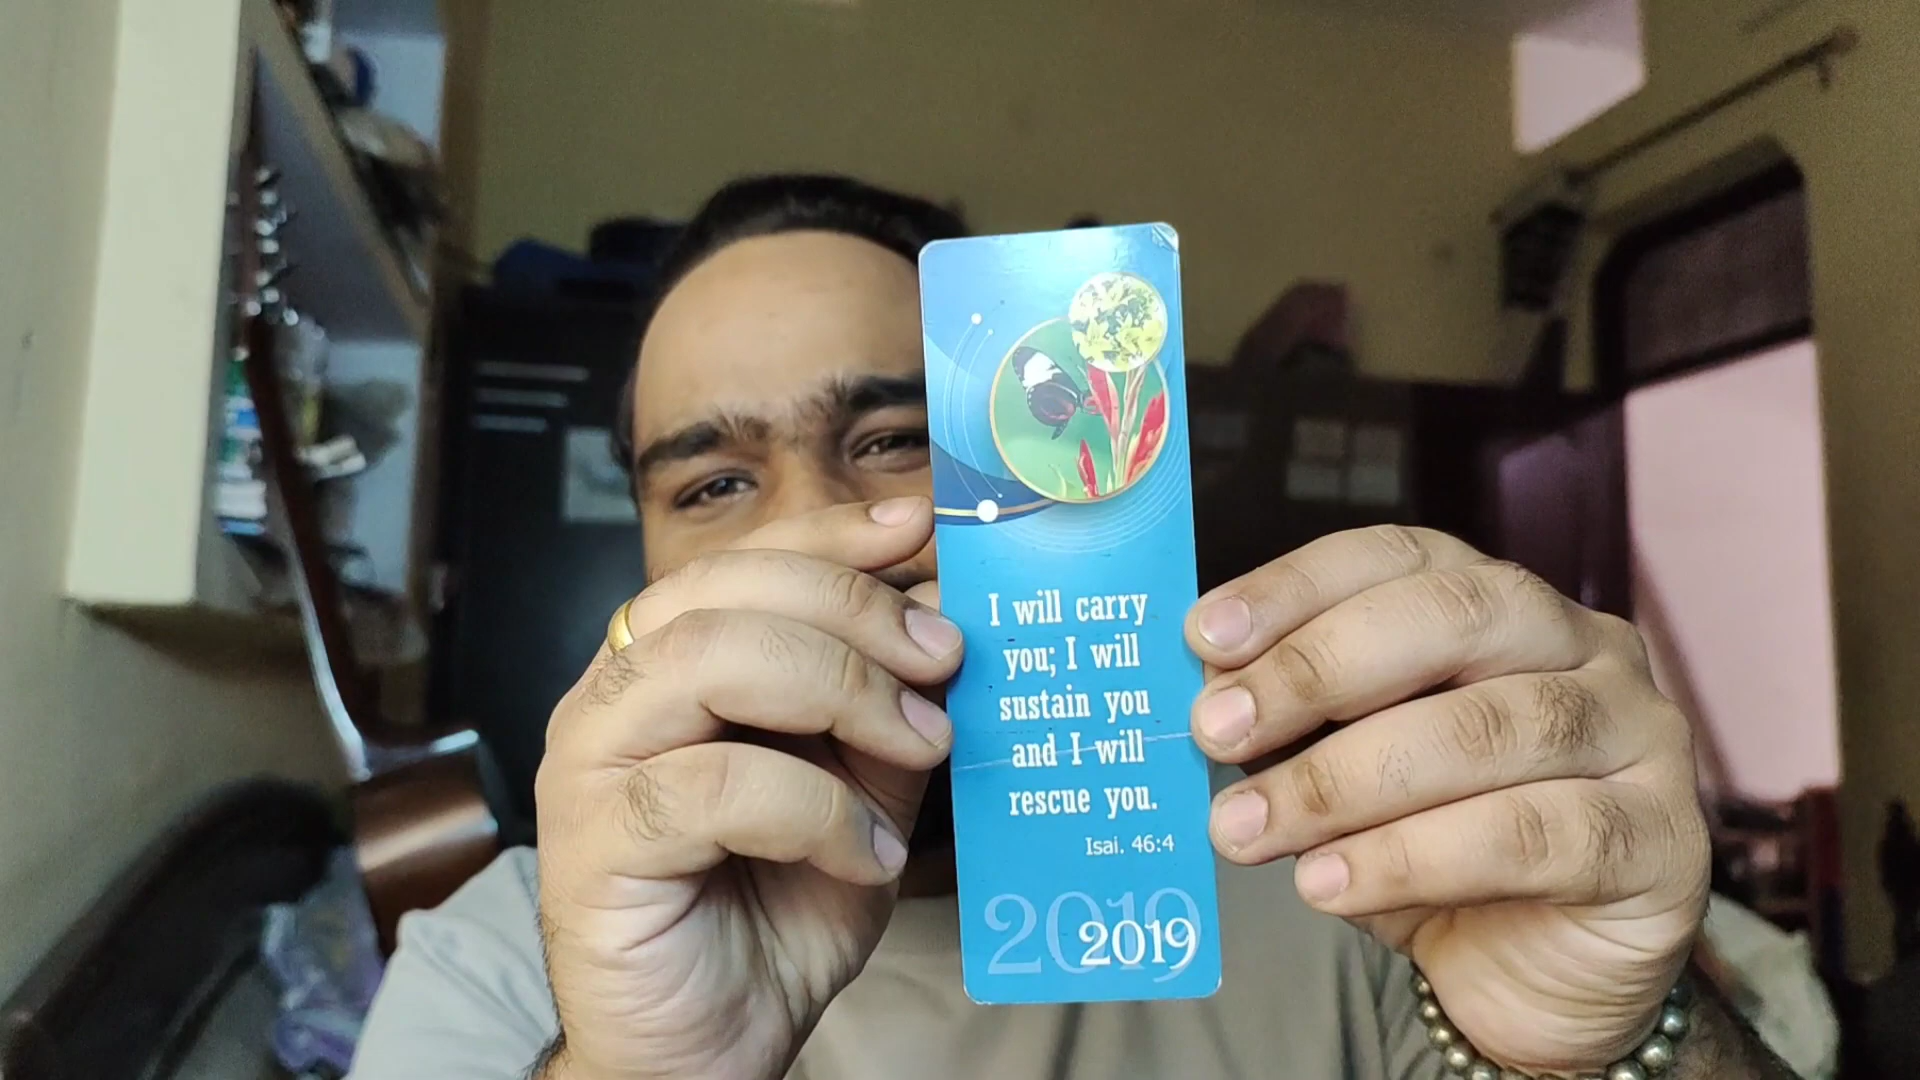 I will carry
you; I will
sustain you
and I will
rescue you.
Isai. 46:4
2019
2019